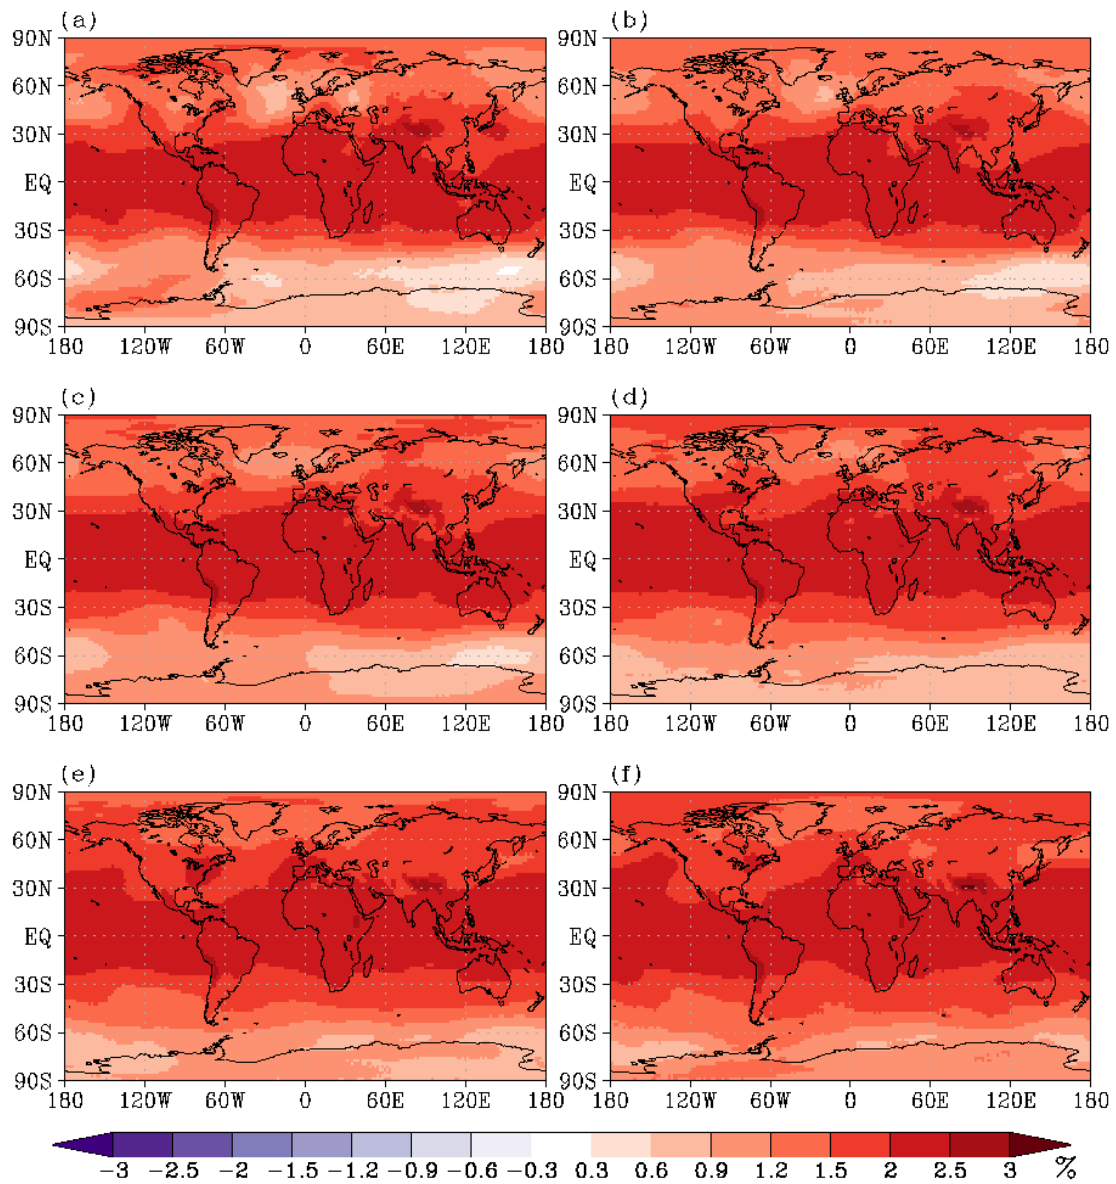 (a) (b)
90N 90N
60N 60N
30N 30N
EQ EQ
30S 30S
60S 60S
90S 90S
180 120W 60W 0 60E 120E 180 180 120W 60W 0 60E 120E 180
(c) (d)
90N 90N
60N 60N
30N 30N
EQ EQ
30S 30S
60S 60S
90S 90S
180 120W 60W 0 60E 120E 180 180 120W 60W 0 60E 120E 180
(e) (f)
90N 90N
60N 60N
30N 30N
EQ EQ
30S 30S
60S 60S
90S 90S
180 120W 60W 0 60E 120E 180 180 120W 60W 0 60E 120E 180
-3 -2.5 -2 -1.5 -1.2 -0.9 -0.6 -0.3 0.3 0.6 0.9 1.2 1.5 2 2.5 3 %